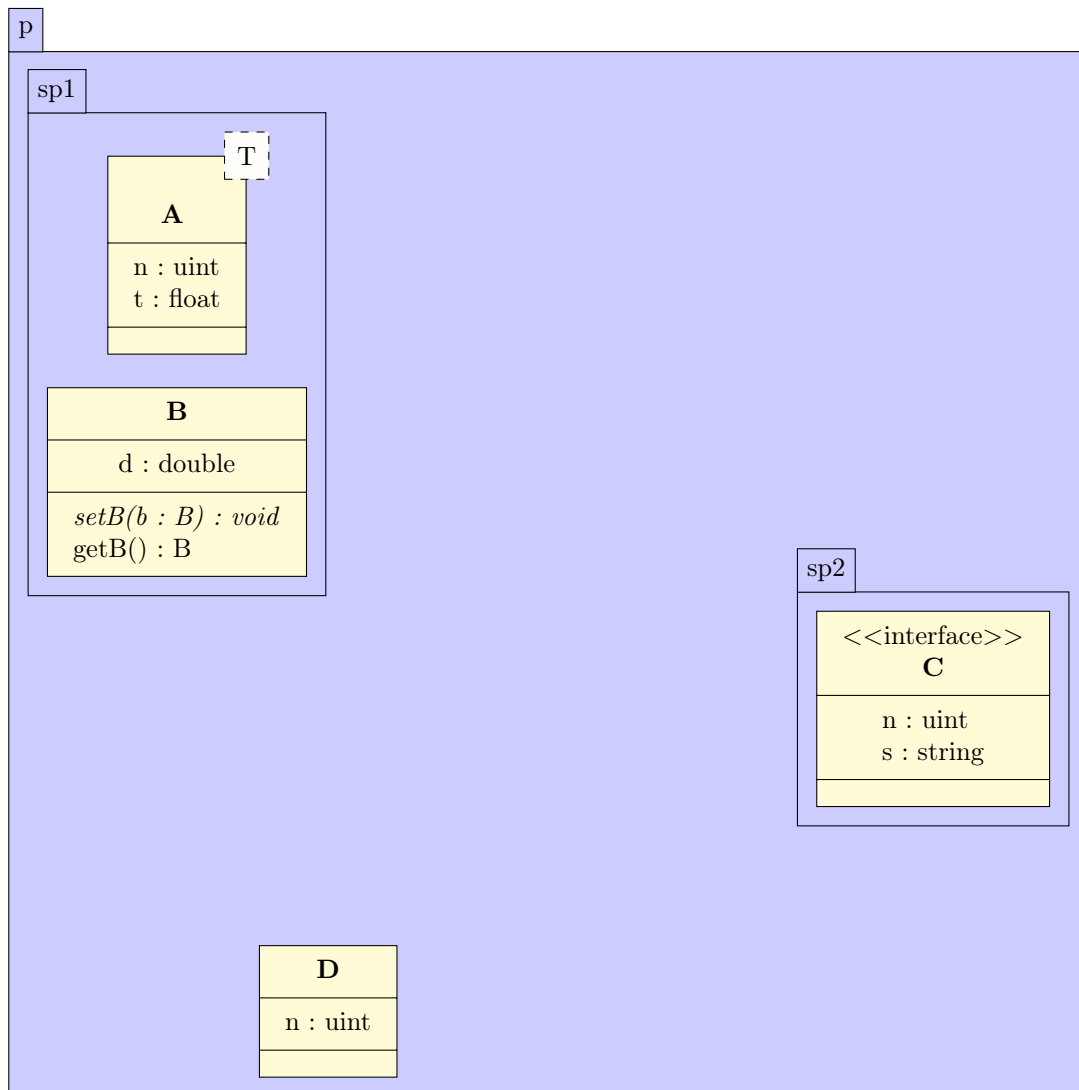 p
sp1
T
A
n : uint
t : float
B
d : double
setB(b : B) : void
getB() : B
sp2
<<interface>>
C
n : uint
s : string
D
n : uint